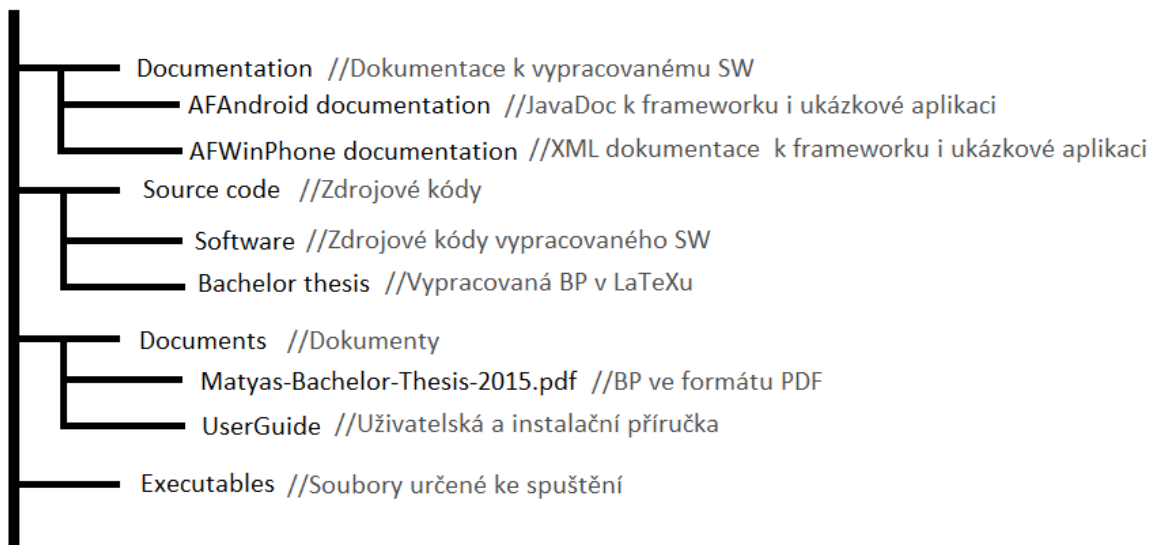 Documentation //Dokumentace k vypracovanému SW
AFAndroid documentation //JavaDoc k frameworku i ukázkové aplikaci
AFWinPhone documentation //XML dokumentace k frameworku i ukázkové aplikaci
Source code //Zdrojové kódy
Software //Zdrojové kódy vypracovaného SW
Bachelor thesis //Vypracovaná BP v LaTeXu
Documents //Dokumenty
Matyas-Bachelor-Thesis-2015.pdf //BP ve formátu PDF
UserGuide //Uživatelská a instalační příručka
Executables //Soubory určené ke spuštění